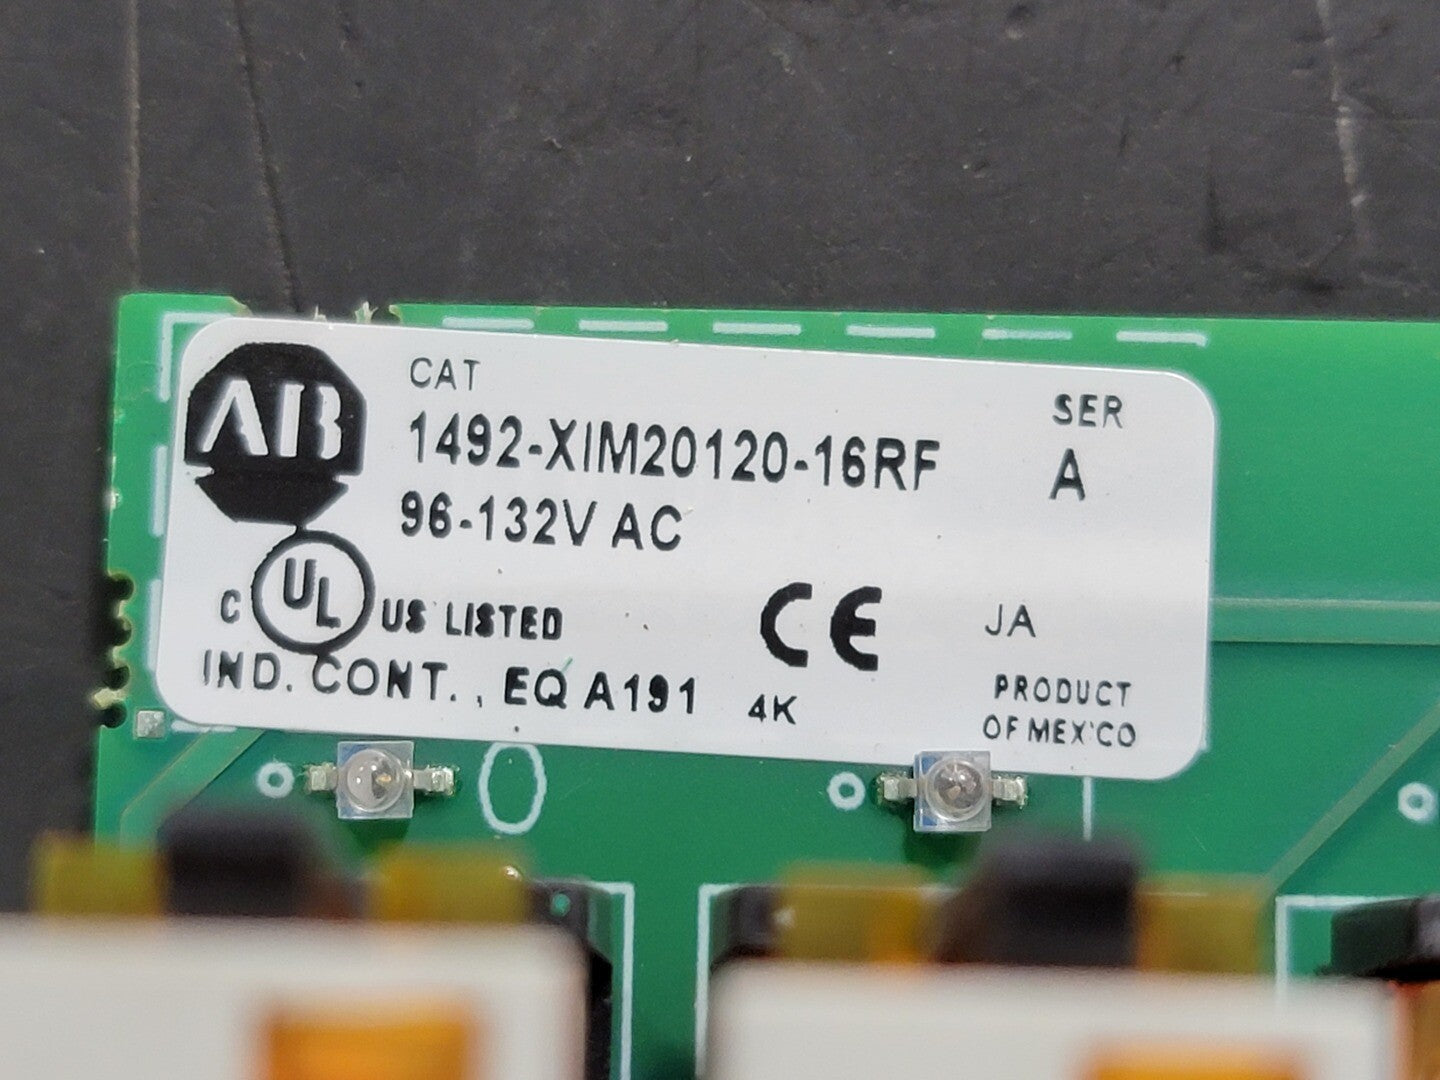 AB
CAT
SER
1492-XIM20120-16RF
A
96-132V AC
C UL US LISTED
CE
JA
IND. CONT., EQ A191
4K
PRODUCT
OF MEXICO
0